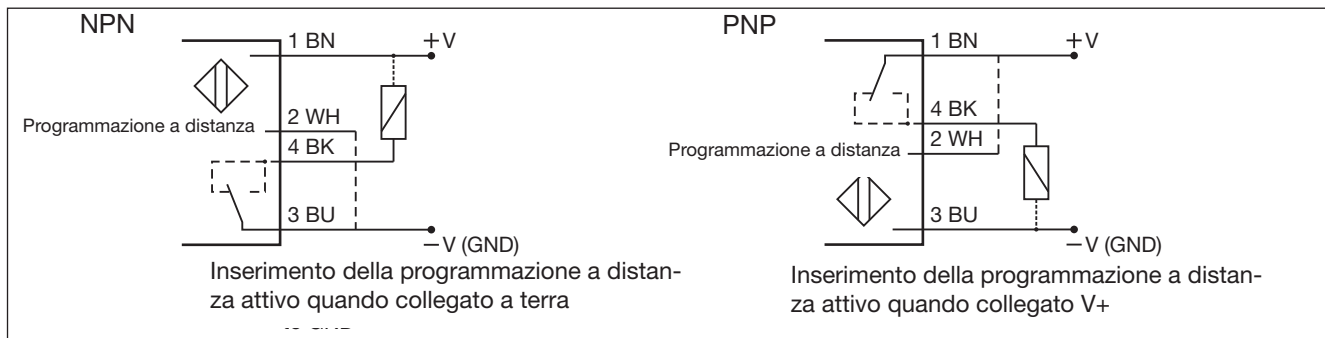 NPN
1 BN
+V
Programmazione a distanza
2 WH
4 BK
3 BU
−V (GND)
Inserimento della programmazione a distan-
za attivo quando collegato a terra
PNP
1 BN
+V
4 BK
Programmazione a distanza
2 WH
3 BU
−V (GND)
Inserimento della programmazione a distan-
za attivo quando collegato V+